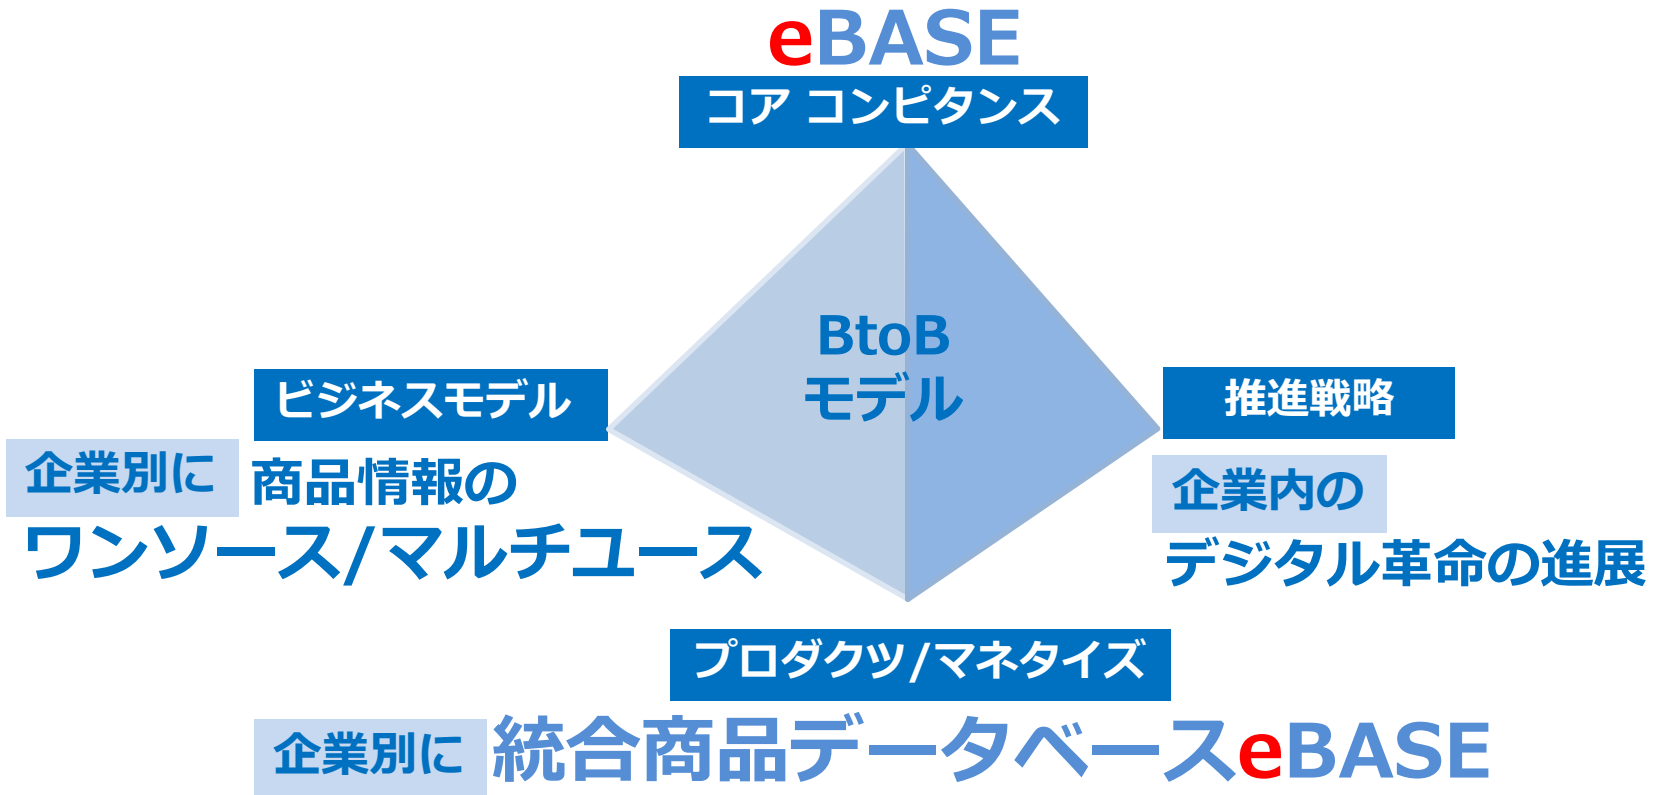 eBASE
コア コンピタンス
BtoB
モデル
ビジネスモデル
企業別に 商品情報の
ワンソース/マルチユース
推進戦略
企業内の
デジタル革命の進展
プロダクツ/マネタイズ
企業別に 統合商品データベースeBASE